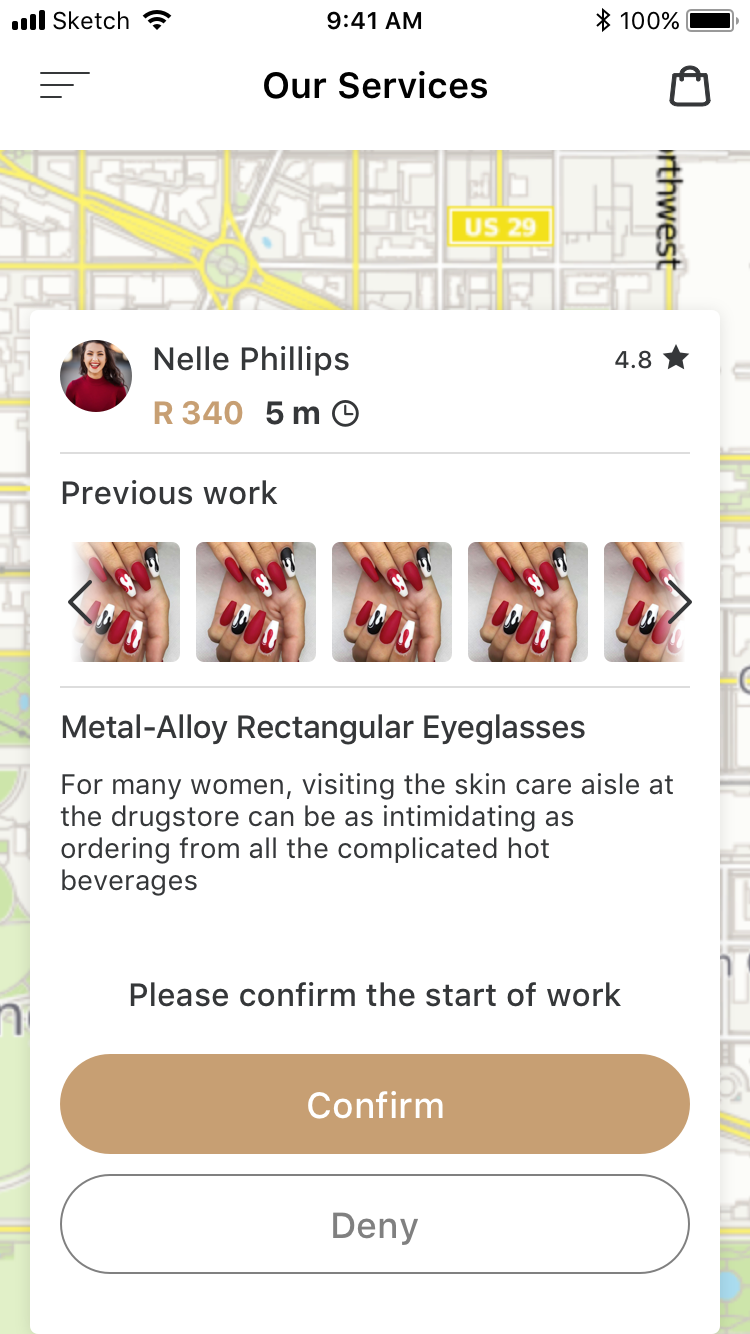 Sketch 9:41 AM 100%
Our Services
US 29
rthwest
Nelle Phillips 4.8
R 340 5 m
Previous work
Metal-Alloy Rectangular Eyeglasses
For many women, visiting the skin care aisle at
the drugstore can be as intimidating as
ordering from all the complicated hot
beverages
Please confirm the start of work
Confirm
Deny